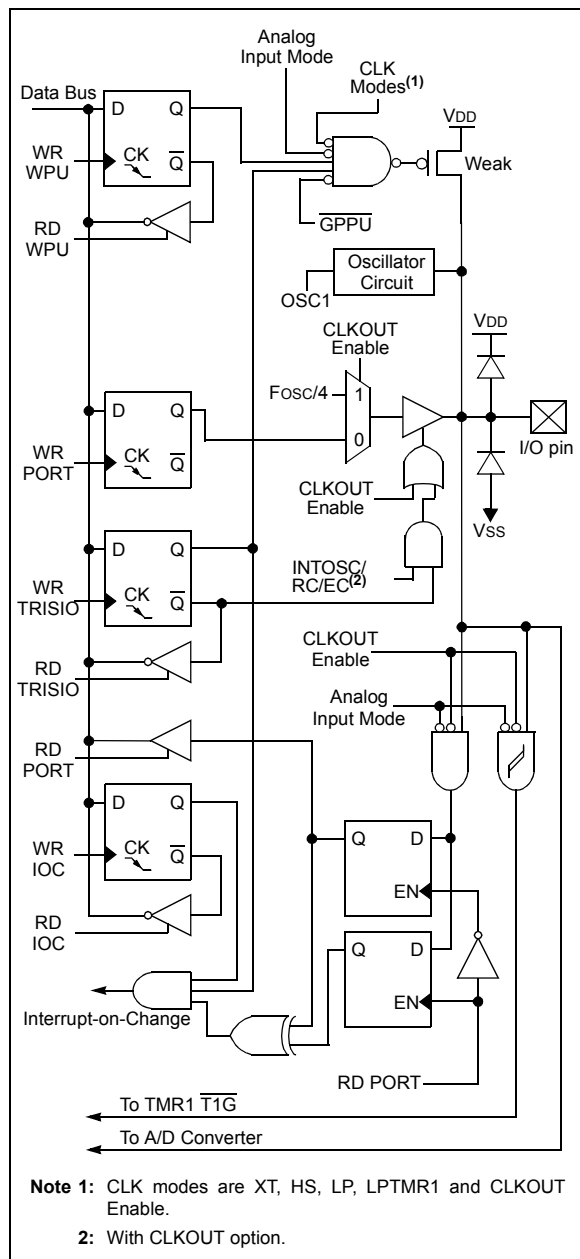 Analog
Input Mode
CLK
Modes(1)
Data Bus
D Q
VDD
WR
WPU
CK
Q
Weak
RD
WPU
GPPU
Oscillator
Circuit
OSC1
CLKOUT
Enable
VDD
FOSC/4
1
D Q
0
I/O pin
WR
PORT
CK
Q
CLKOUT
Enable
VSS
D Q
INTOSC/
RC/EC(2)
WR
TRISIO
CK
Q
CLKOUT
Enable
RD
TRISIO
Analog
Input Mode
RD
PORT
D Q
Q D
WR
IOC
CK
Q
EN
RD
IOC
Q D
EN
Interrupt-on-Change
RD PORT
To TMR1 T1G
To A/D Converter
Note 1: CLK modes are XT, HS, LP, LPTMR1 and CLKOUT
Enable.
2: With CLKOUT option.